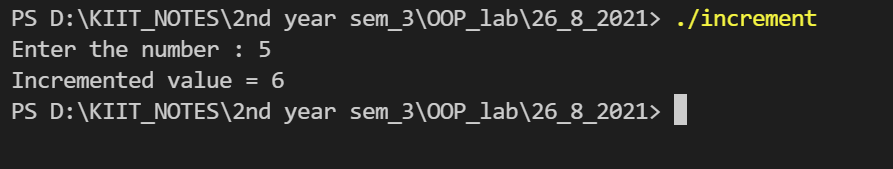 PS D:\KIIT_NOTES\2nd year sem_3\OOP_lab\26_8_2021> ./increment
Enter the number : 5
Incremented value = 6
PS D:\KIIT_NOTES\2nd year sem_3\OOP_lab\26_8_2021>